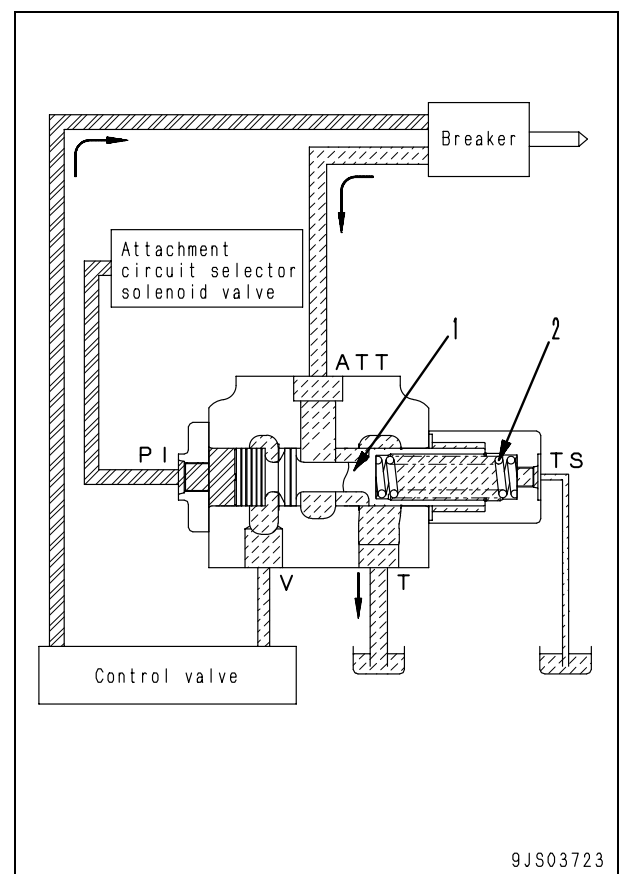 Breaker
Attachment
circuit selector
solenoid valve
1
2
ATT
PI
TS
V
T
Control valve
9JS03723